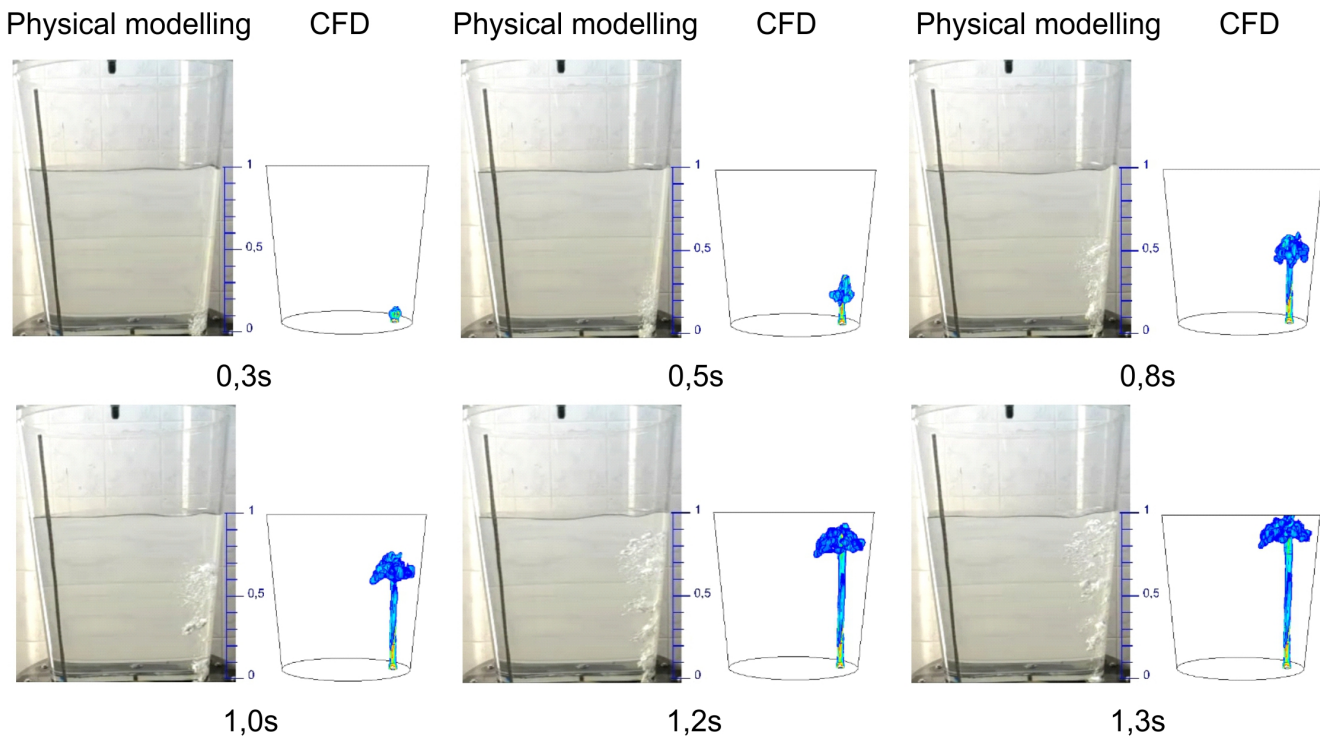 Physical modelling CFD Physical modelling CFD Physical modelling CFD
1 1 1
0,5 0,5 0,5
0 0 0
0,3s 0,5s 0,8s
1 1 1
0,5 0,5 0,5
0 0 0
1,0s 1,2s 1,3s